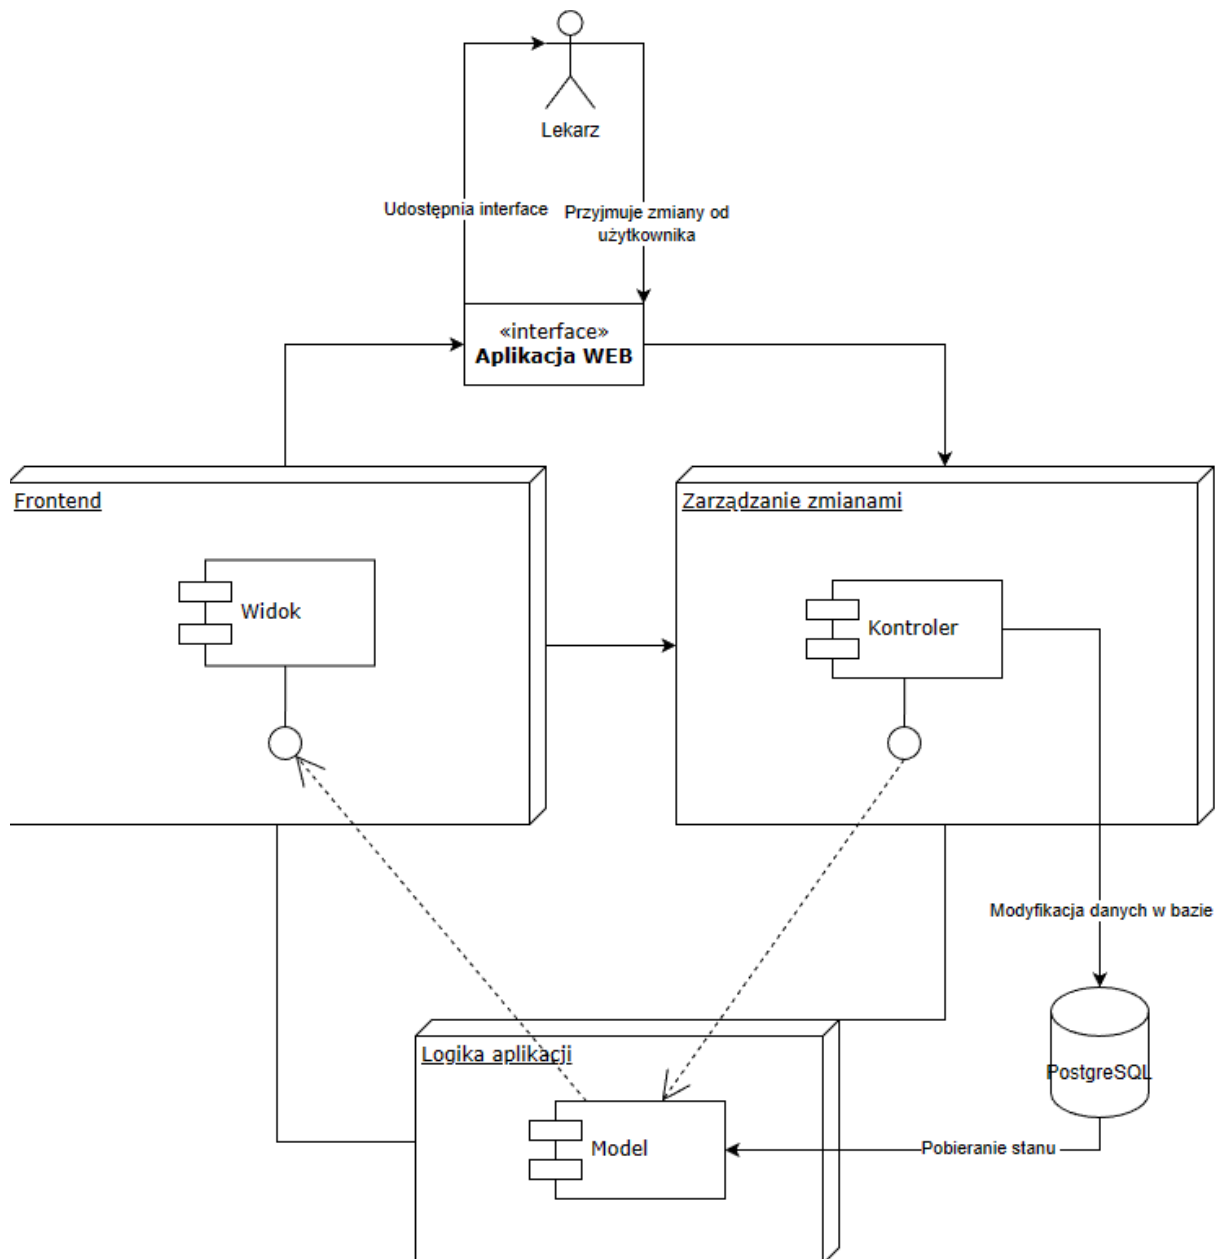 Lekarz
Udostępnia interface
Przyjmuje zmiany od
użytkownika
«interface»
Aplikacja WEB
Frontend
Zarządzanie zmianami
Widok
Kontroler
Modyfikacja danych w bazie
Logika aplikacji
PostgreSQL
Model
Pobieranie stanu